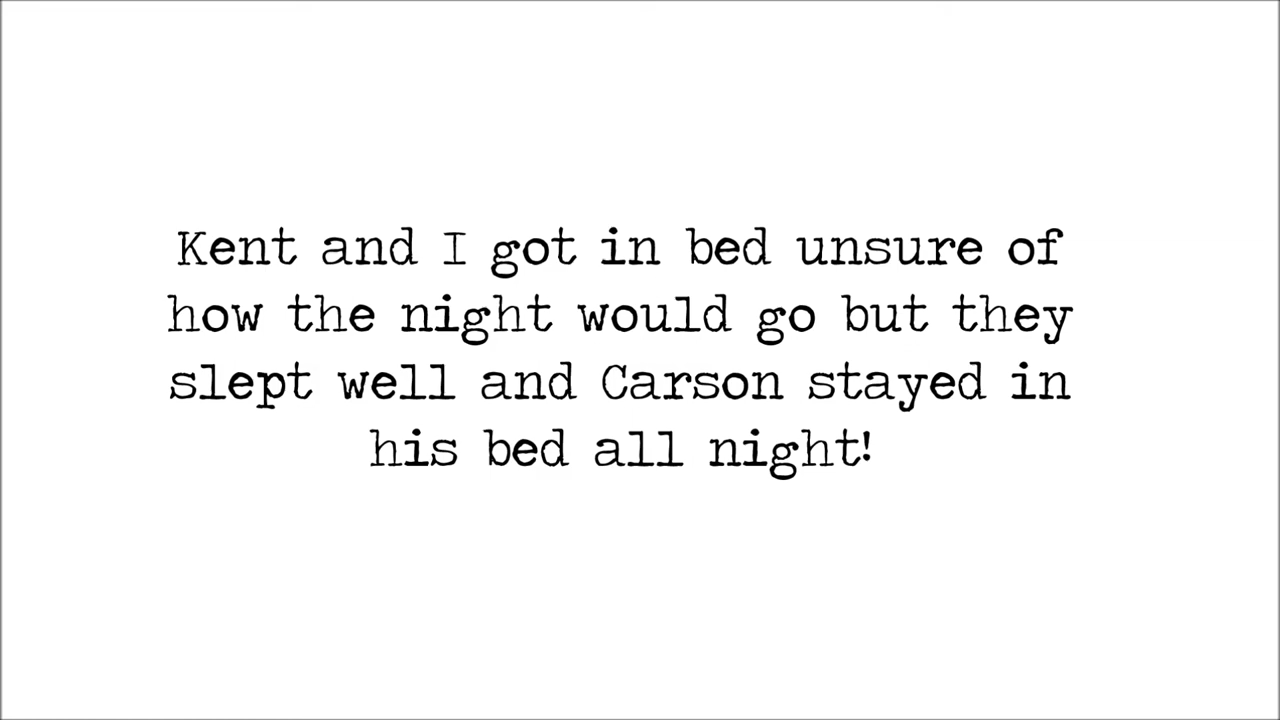 Kent and I got in bed unsure of
how the night would go but they
slept well and Carson stayed in
his bed all night!